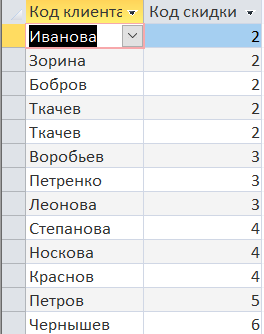 Код клиента Код скидки
Иванова 2
Зорина 2
Бобров 2
Ткачев 2
Ткачев 2
Воробьев 3
Петренко 3
Леонова 3
Степанова 4
Носкова 4
Краснов 4
Петров 5
Чернышев 6